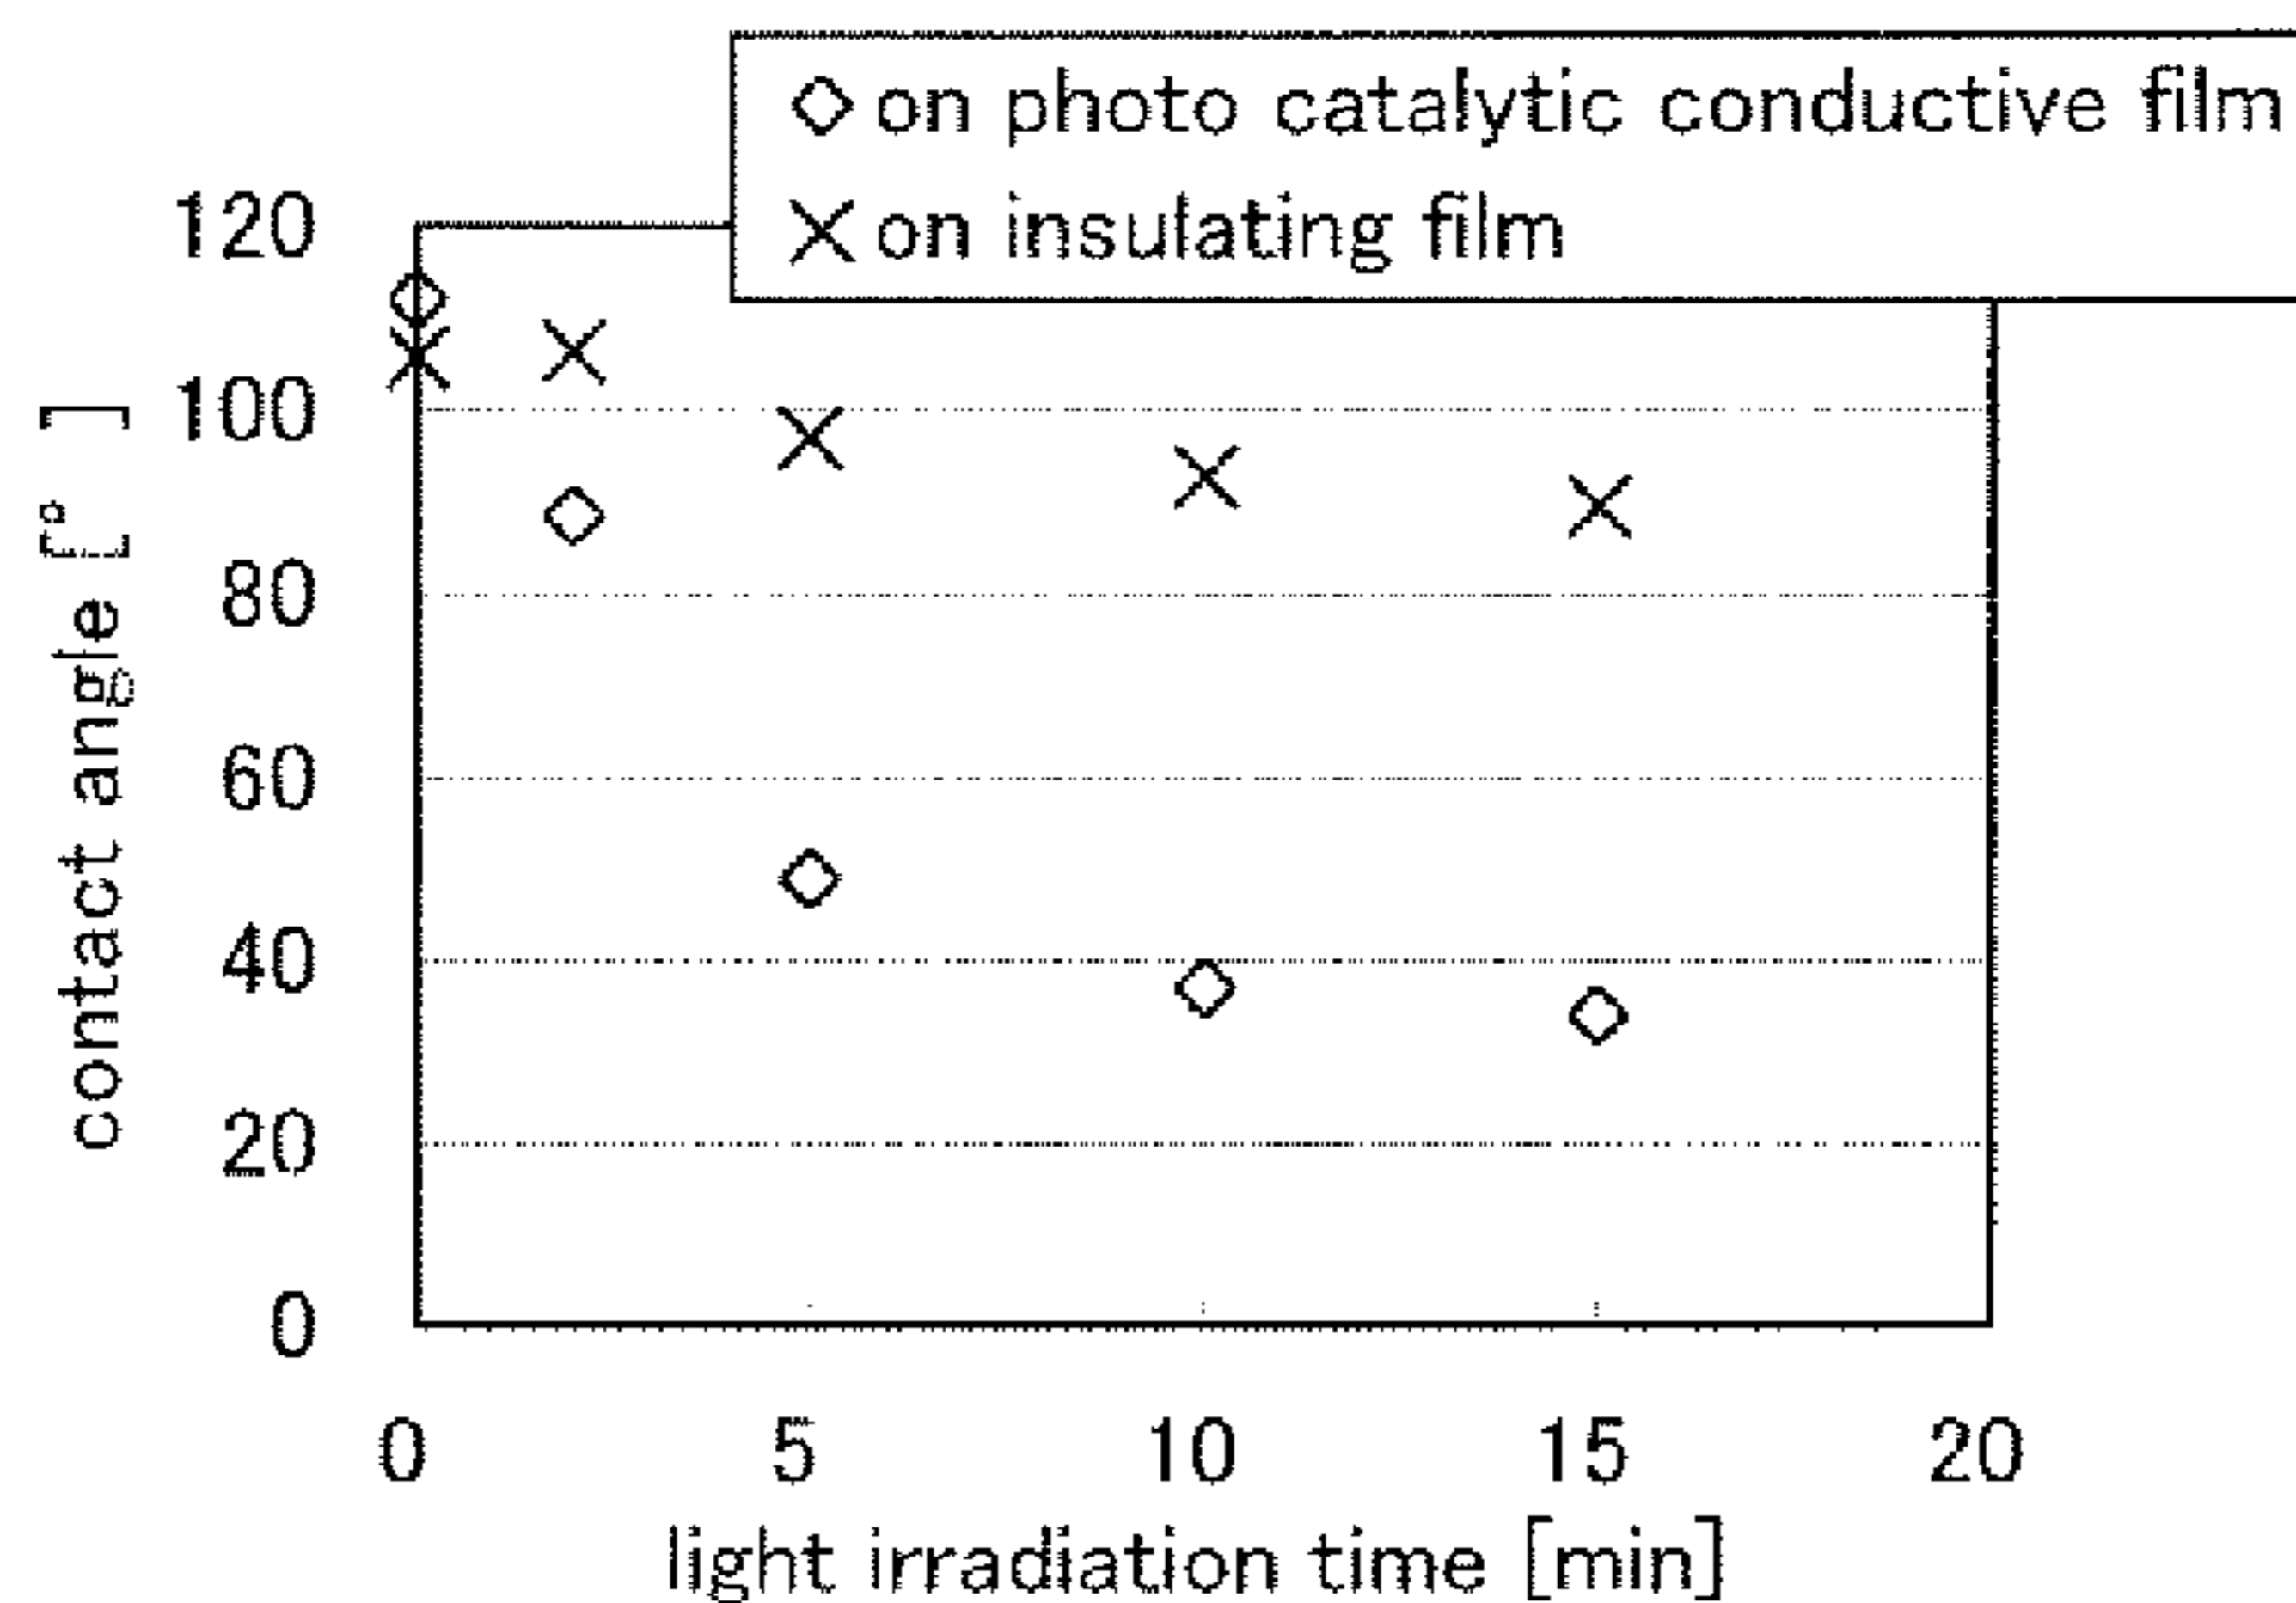 ◇ on photo catalytic conductive film
× on insulating film
120
100
80
60
40
20
0
contact angle [° ]
0 5 10 15 20
light irradiation time [min]